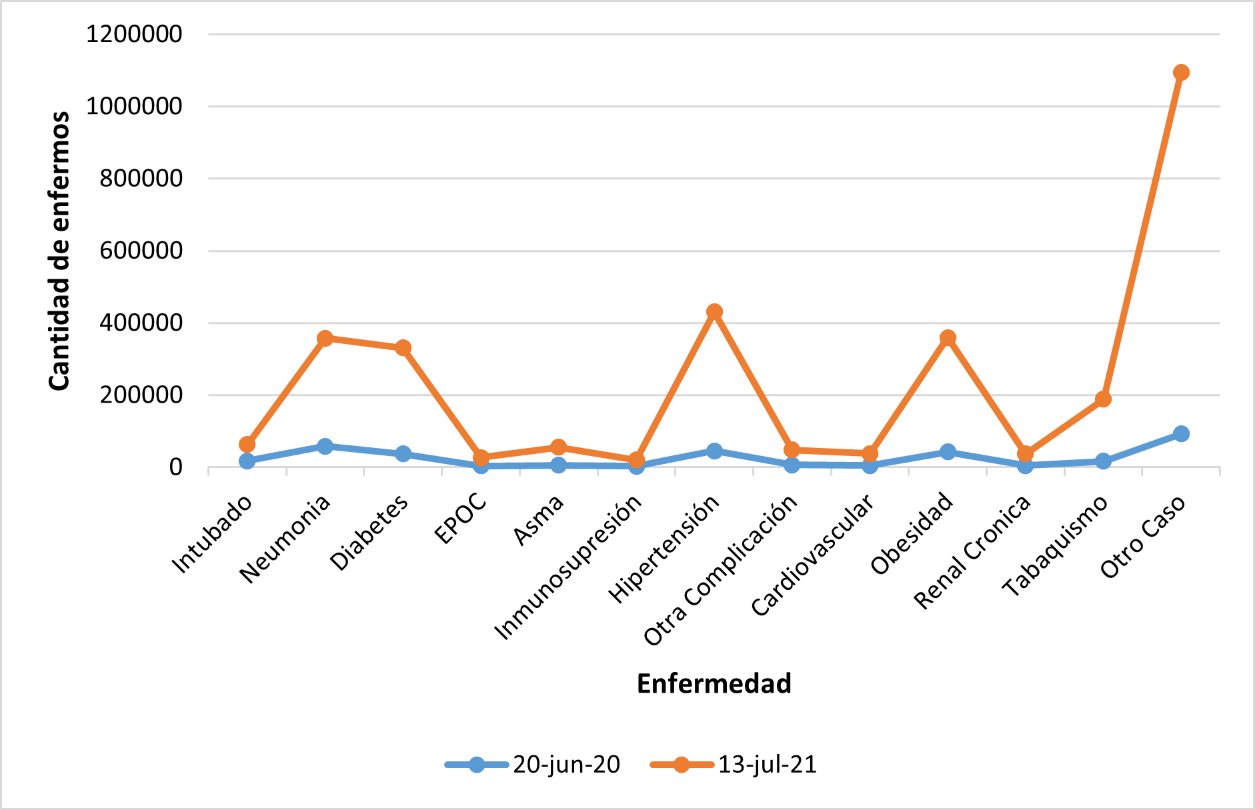 1200000
1000000
800000
600000
400000
200000
0
Cantidad de enfermos
Intubado
Neumonia
Diabetes
EPOC
Asma
Inmunosupresión
Hipertensión
Otra Complicación
Cardiovascular
Obesidad
Renal Cronica
Tabaquismo
Otro Caso
Enfermedad
20-jun-20
13-jul-21